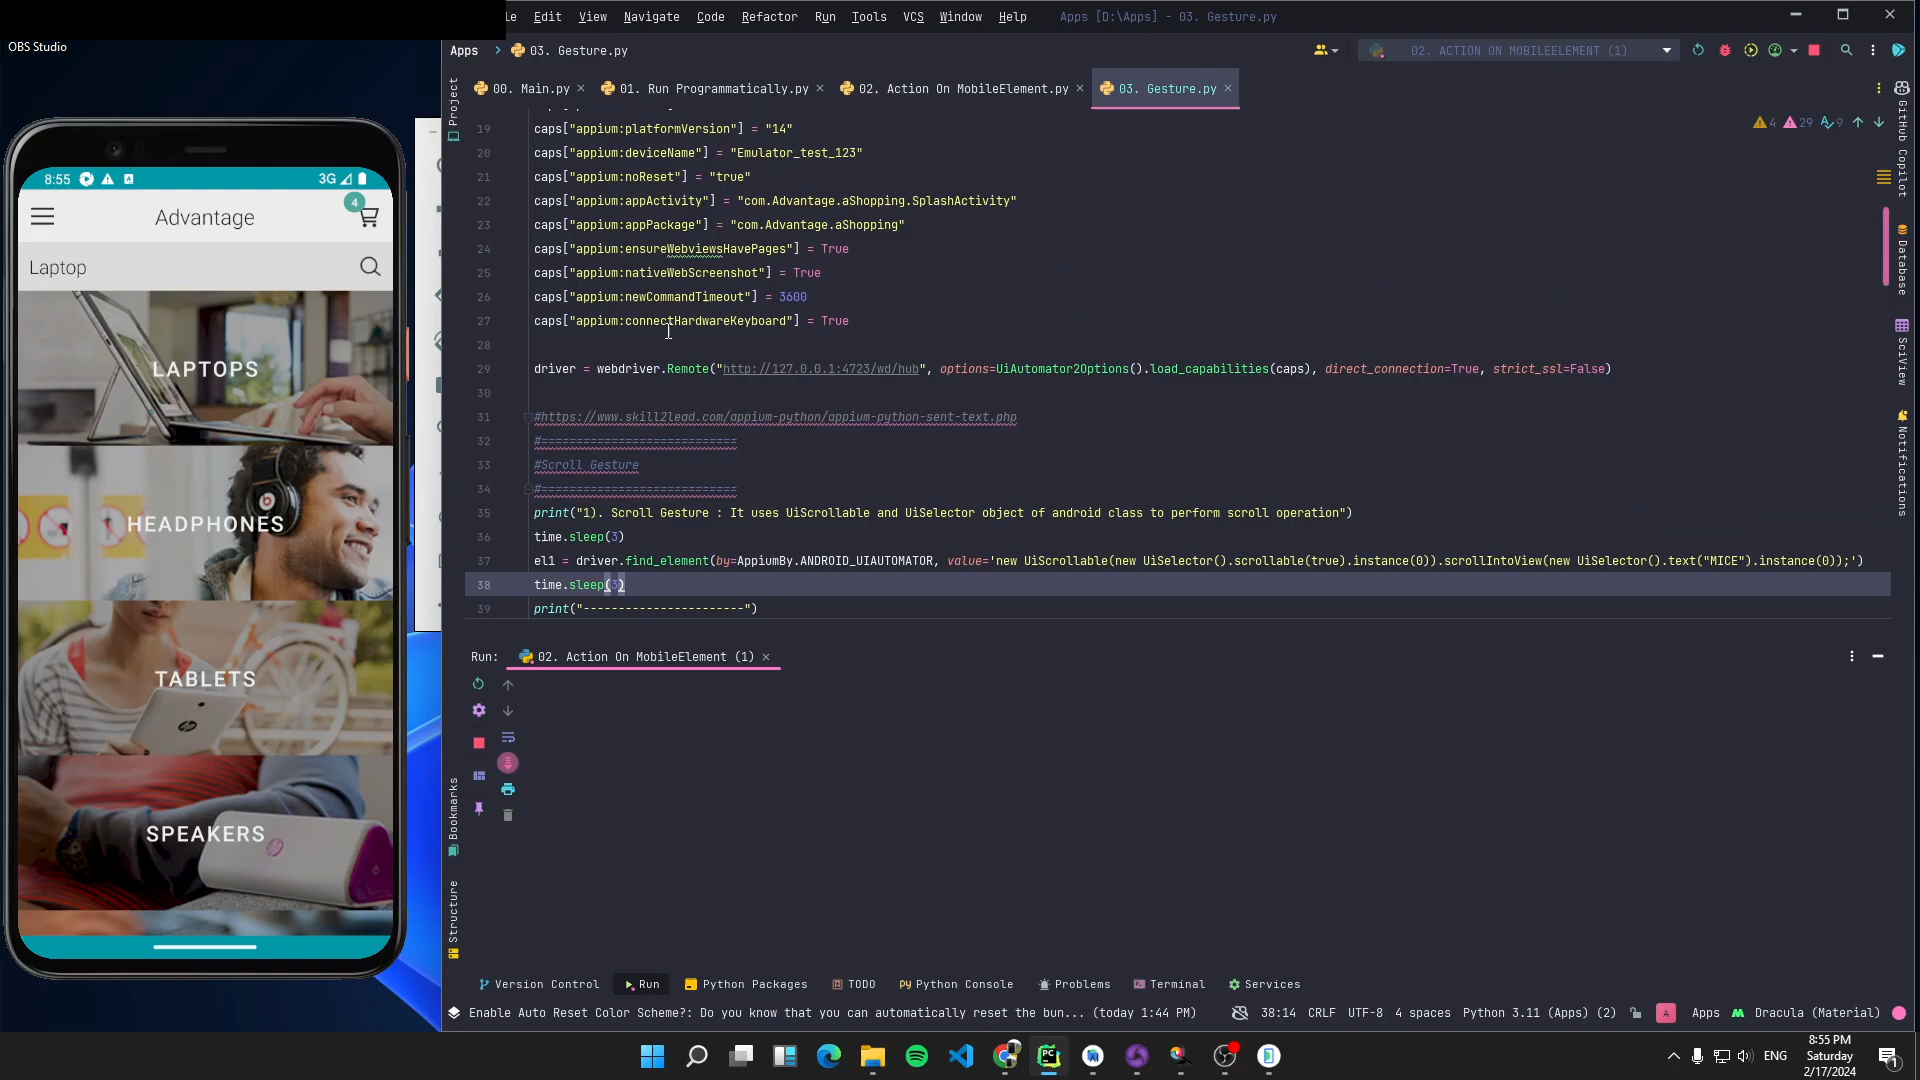 OBS Studio
Edit View Navigate Code Refactor Run Tools VCS Window Help Apps [D:\Apps] - 03. Gesture.py
Apps 03. Gesture.py 02. ACTION ON MOBILEELEMENT (1)
00. Main.py 01. Run Programmatically.py 02. Action On MobileElement.py 03. Gesture.py
Project
4 29 9
19 caps["appium:platformVersion"] = "14"
20 caps["appium:deviceName"] = "Emulator_test_123"
21 caps["appium:noReset"] = "true"
22 caps["appium:appActivity"] = "com.Advantage.aShopping.SplashActivity"
23 caps["appium:appPackage"] = "com.Advantage.aShopping"
24 caps["appium:ensureWebviewsHavePages"] = True
25 caps["appium:nativeWebScreenshot"] = True
26 caps["appium:newCommandTimeout"] = 3600
27 caps["appium:connectHardwareKeyboard"] = True
28
29 driver = webdriver.Remote("http://127.0.0.1:4723/wd/hub", options=UiAutomator2Options().load_capabilities(caps), direct_connection=True, strict_ssl=False)
30
31 #https://www.skill2lead.com/appium-python/appium-python-sent-text.php
32 #============================
33 #Scroll Gesture
34 #============================
35 print("1). Scroll Gesture : It uses UiScrollable and UiSelector object of android class to perform scroll operation")
36 time.sleep(3)
37 el1 = driver.find_element(by=AppiumBy.ANDROID_UIAUTOMATOR, value='new UiScrollable(new UiSelector().scrollable(true).instance(0)).scrollIntoView(new UiSelector().text("MICE").instance(0));')
38 time.sleep(3)
39 print("-----------------------")
8:55 3G
Advantage 4
Laptop
LAPTOPS
HEADPHONES
TABLETS
hp
SPEAKERS
GitHub Copilot
Database
SciView
Notifications
Run: 02. Action On MobileElement (1)
Bookmarks
Structure
Version Control Run Python Packages TODO Python Console Problems Terminal Services
Enable Auto Reset Color Scheme?: Do you know that you can automatically reset the bun... (today 1:44 PM) 38:14 CRLF UTF-8 4 spaces Python 3.11 (Apps) (2) A Apps Dracula (Material)
PC
ENG
8:55 PM
Saturday
2/17/2024
1